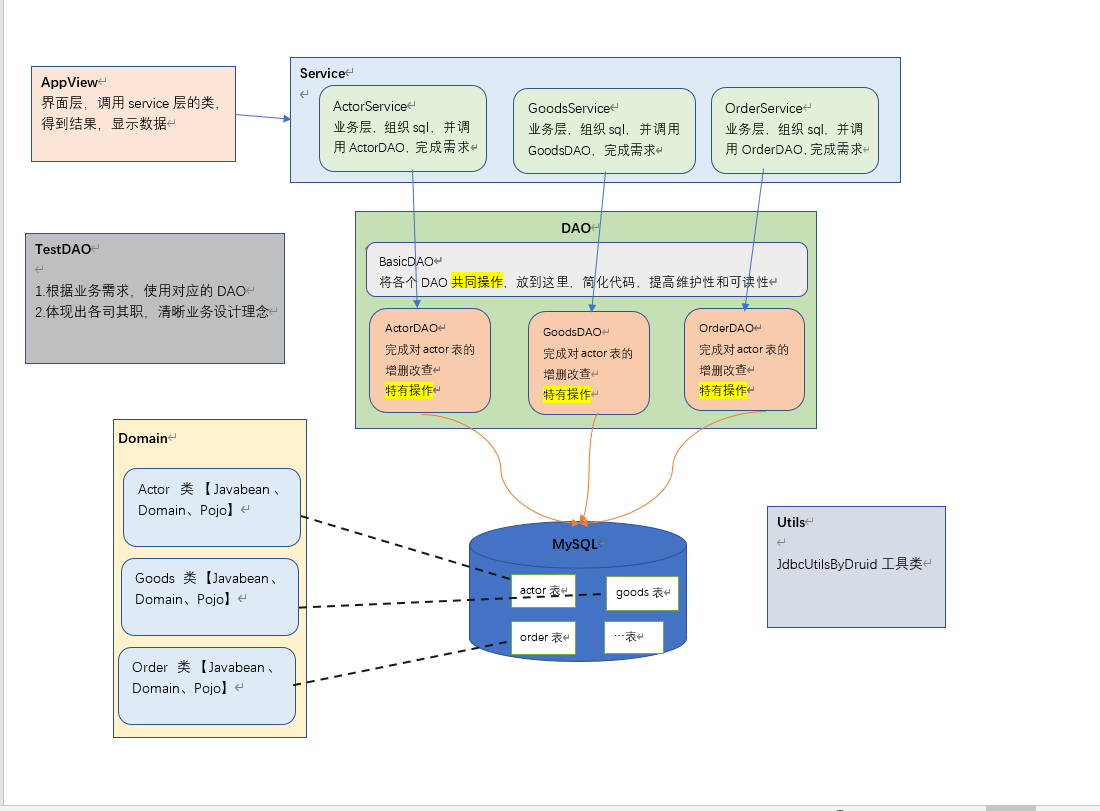 AppView
界面层，调用 service 层的类，
得到结果，显示数据
Service
ActorService
业务层，组织 sql，并调
用 ActorDAO，完成需求
GoodsService
业务层，组织 sql，并调用
GoodsDAO，完成需求
OrderService
业务层，组织 sql，并调
用 OrderDAO，完成需求
TestDAO
1.根据业务需求，使用对应的 DAO
2.体现出各司其职，清晰业务设计理念
DAO
BasicDAO
将各个 DAO 共同操作，放到这里，简化代码，提高维护性和可读性
ActorDAO
完成对 actor 表的
增删改查
特有操作
GoodsDAO
完成对 actor 表的
增删改查
特有操作
OrderDAO
完成对 actor 表的
增删改查
特有操作
Domain
Actor 类【Javabean、
Domain、Pojo】
Goods 类【Javabean、
Domain、Pojo】
Order 类【Javabean、
Domain、Pojo】
MySQL
actor 表
goods 表
order 表
…表
Utils
JdbcUtilsByDruid 工具类